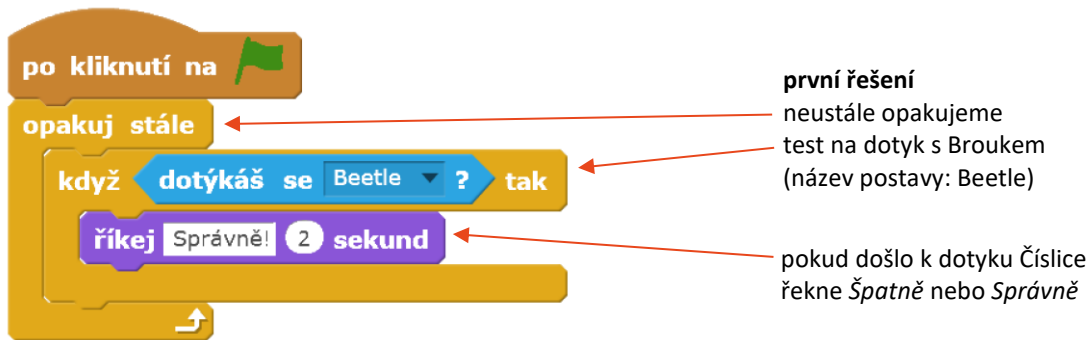 po kliknutí na
opakuj stále
když dotýkáš se Beetle ? tak
říkej Správně! 2 sekund
první řešení
neustále opakujeme
test na dotyk s Broukem
(název postavy: Beetle)
pokud došlo k dotyku Číslice
řekne Špatně nebo Správně